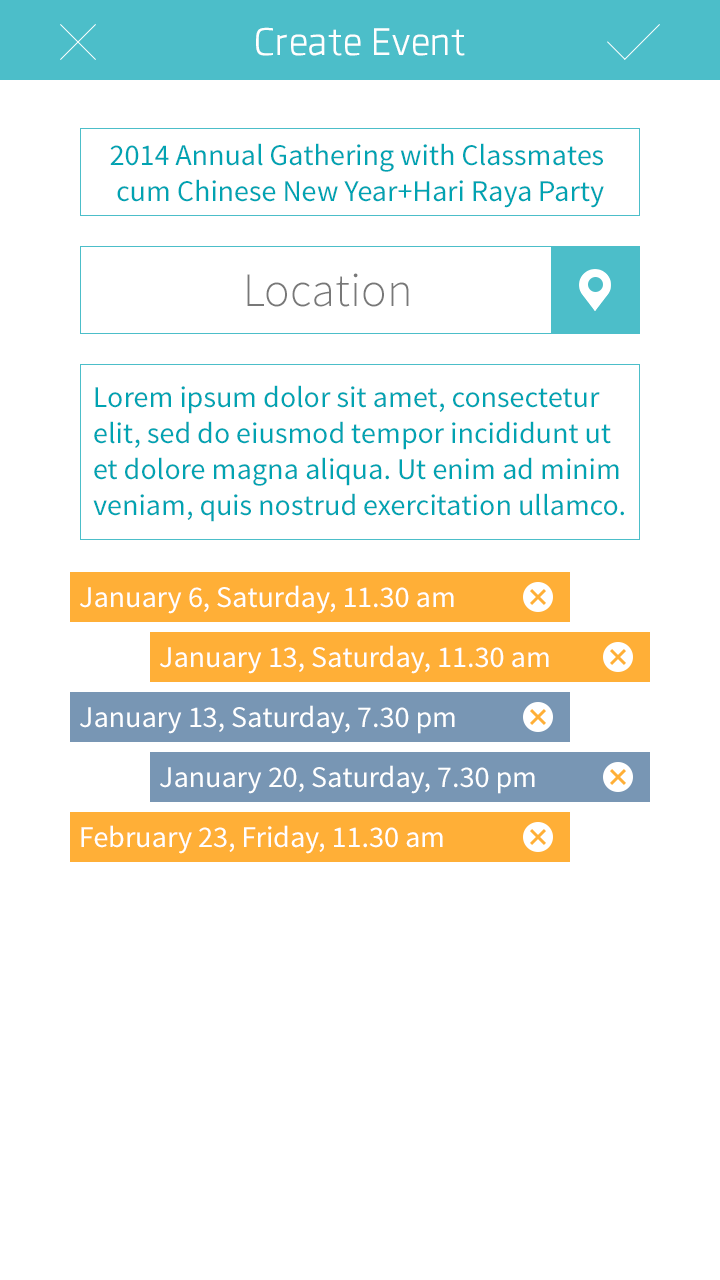 Create Event
2014 Annual Gathering with Classmates
cum Chinese New Year+Hari Raya Party
Location
Lorem ipsum dolor sit amet, consectetur
elit, sed do eiusmod tempor incididunt ut
et dolore magna aliqua. Ut enim ad minim
veniam, quis nostrud exercitation ullamco.
January 6, Saturday, 11.30 am
January 13, Saturday, 11.30 am
January 13, Saturday, 7.30 pm
January 20, Saturday, 7.30 pm
February 23, Friday, 11.30 am